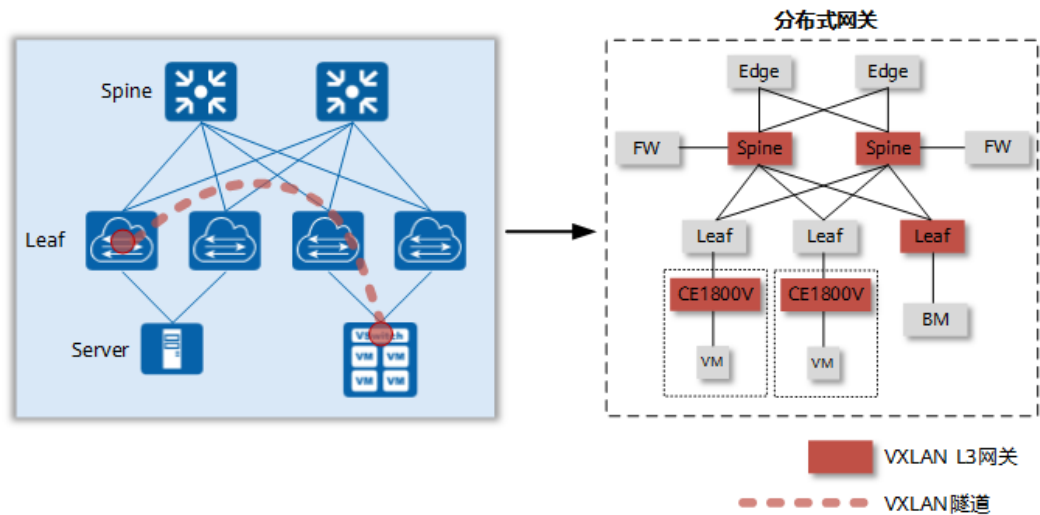 分布式网关
Spine
Edge
Edge
FW
Spine
Spine
FW
Leaf
Leaf
Leaf
Leaf
CE1800V
CE1800V
Server
VSwitch
VM
VM
VM
VM
BM
VM
VM
VXLAN L3网关
VXLAN隧道